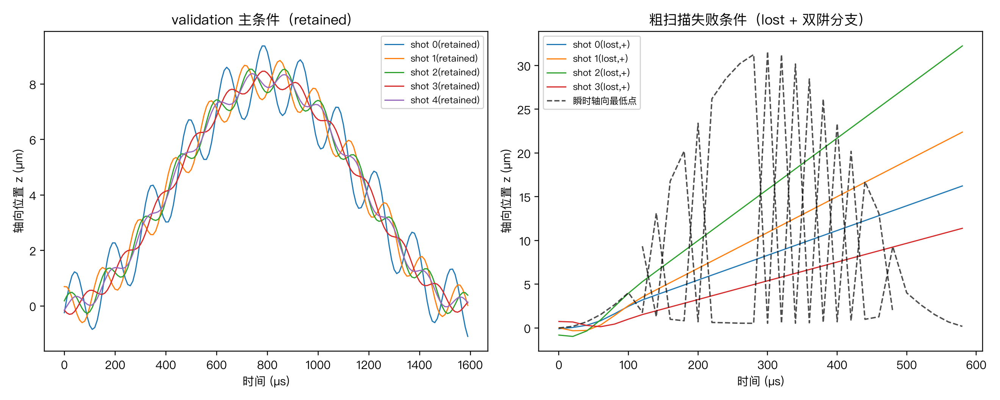 validation 主条件（retained）
轴向位置 z (μm)
8
6
4
2
0
shot 0(retained)
shot 1(retained)
shot 2(retained)
shot 3(retained)
shot 4(retained)
0 200 400 600 800 1000 1200 1400 1600
时间 (μs)
粗扫描失败条件（lost + 双阱分支）
轴向位置 z (μm)
30
25
20
15
10
5
0
shot 0(lost,+)
shot 1(lost,+)
shot 2(lost,+)
shot 3(lost,+)
瞬时轴向最低点
0 100 200 300 400 500 600
时间 (μs)